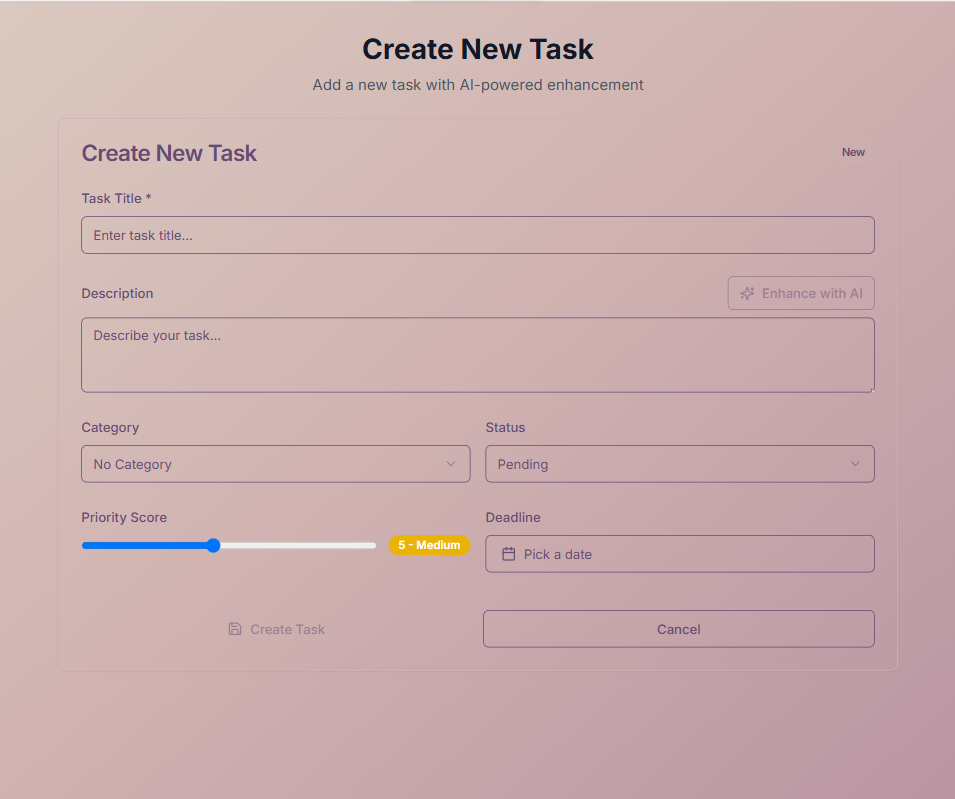 Create New Task
Add a new task with AI-powered enhancement
Create New Task
New
Task Title *
Enter task title...
Description
Enhance with AI
Describe your task...
Category
Status
No Category
Pending
Priority Score
Deadline
5 - Medium
Pick a date
Create Task
Cancel